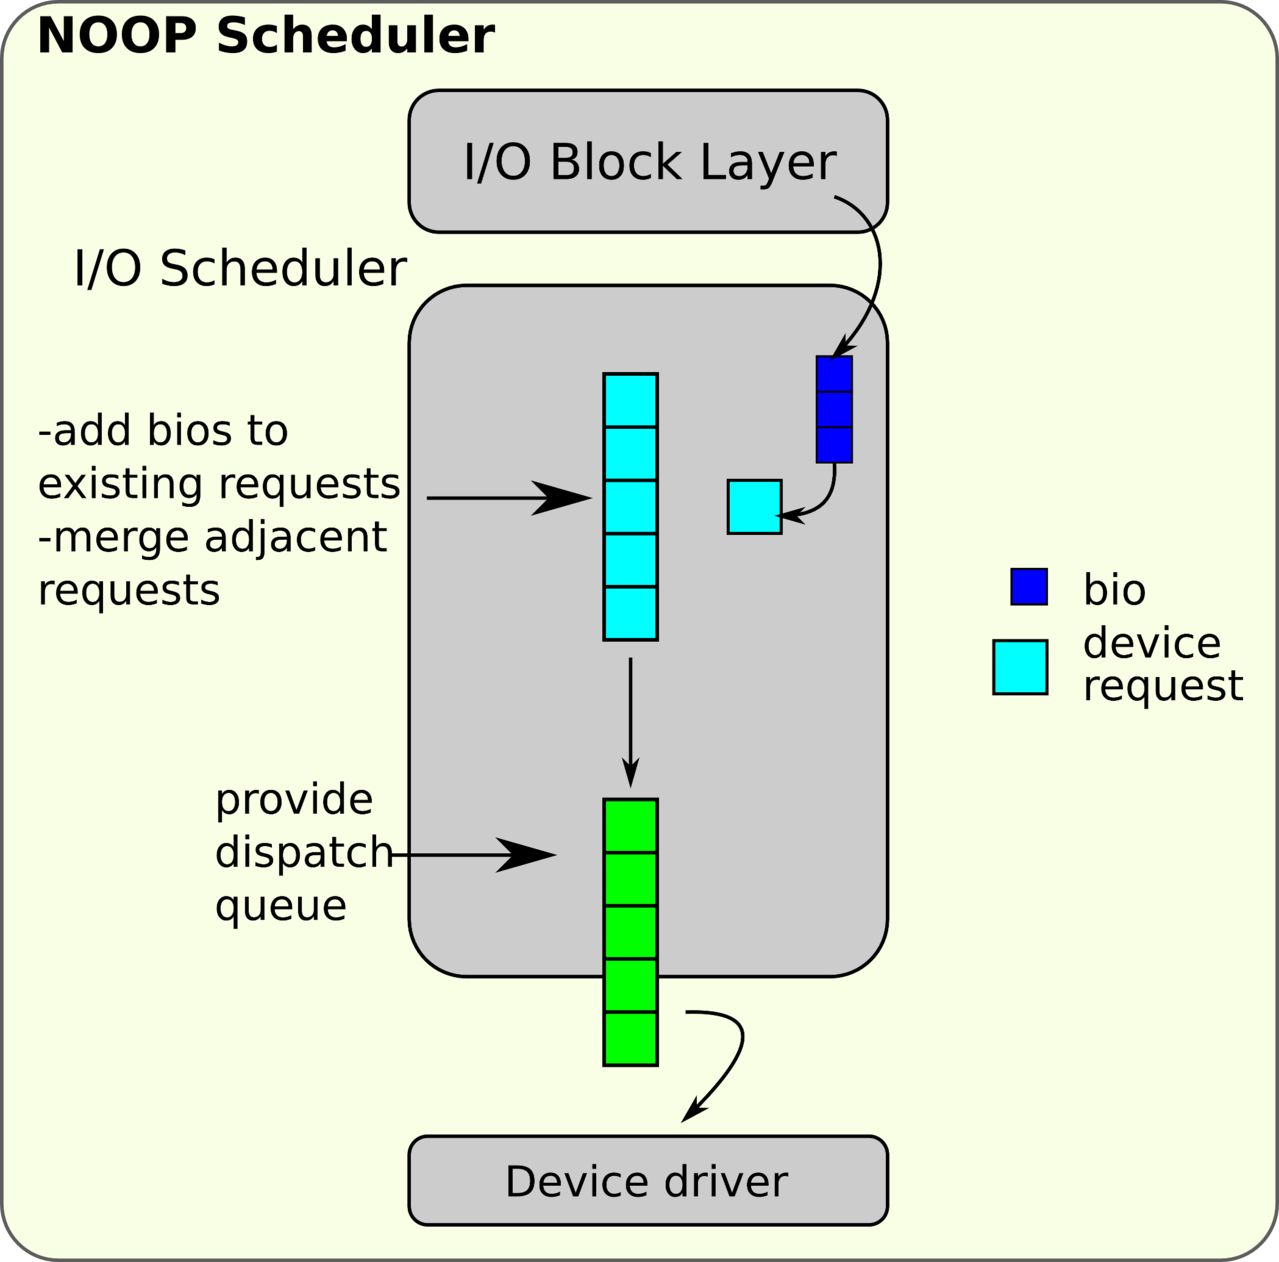 NOOP Scheduler
I/O Block Layer
I/O Scheduler
-add bios to
existing requests
-merge adjacent
requests
bio
device
request
provide
dispatch
queue
Device driver